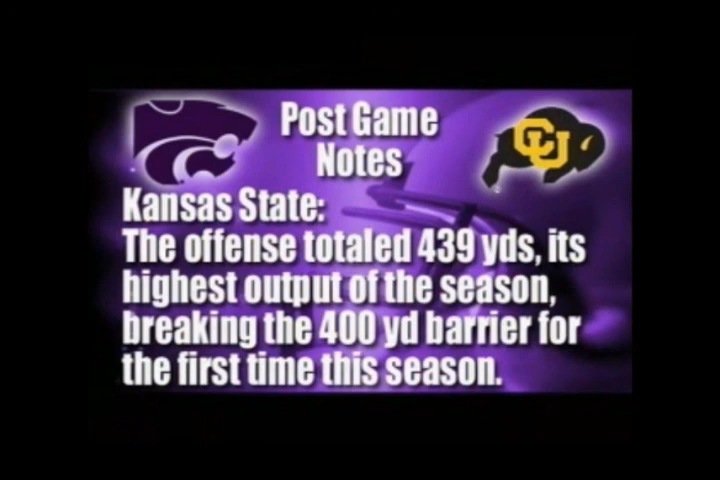 Post Game
Notes
CU
Kansas State:
The offense totaled 439 yds, its
highest output of the season,
breaking the 400 yd barrier for
the first time this season.